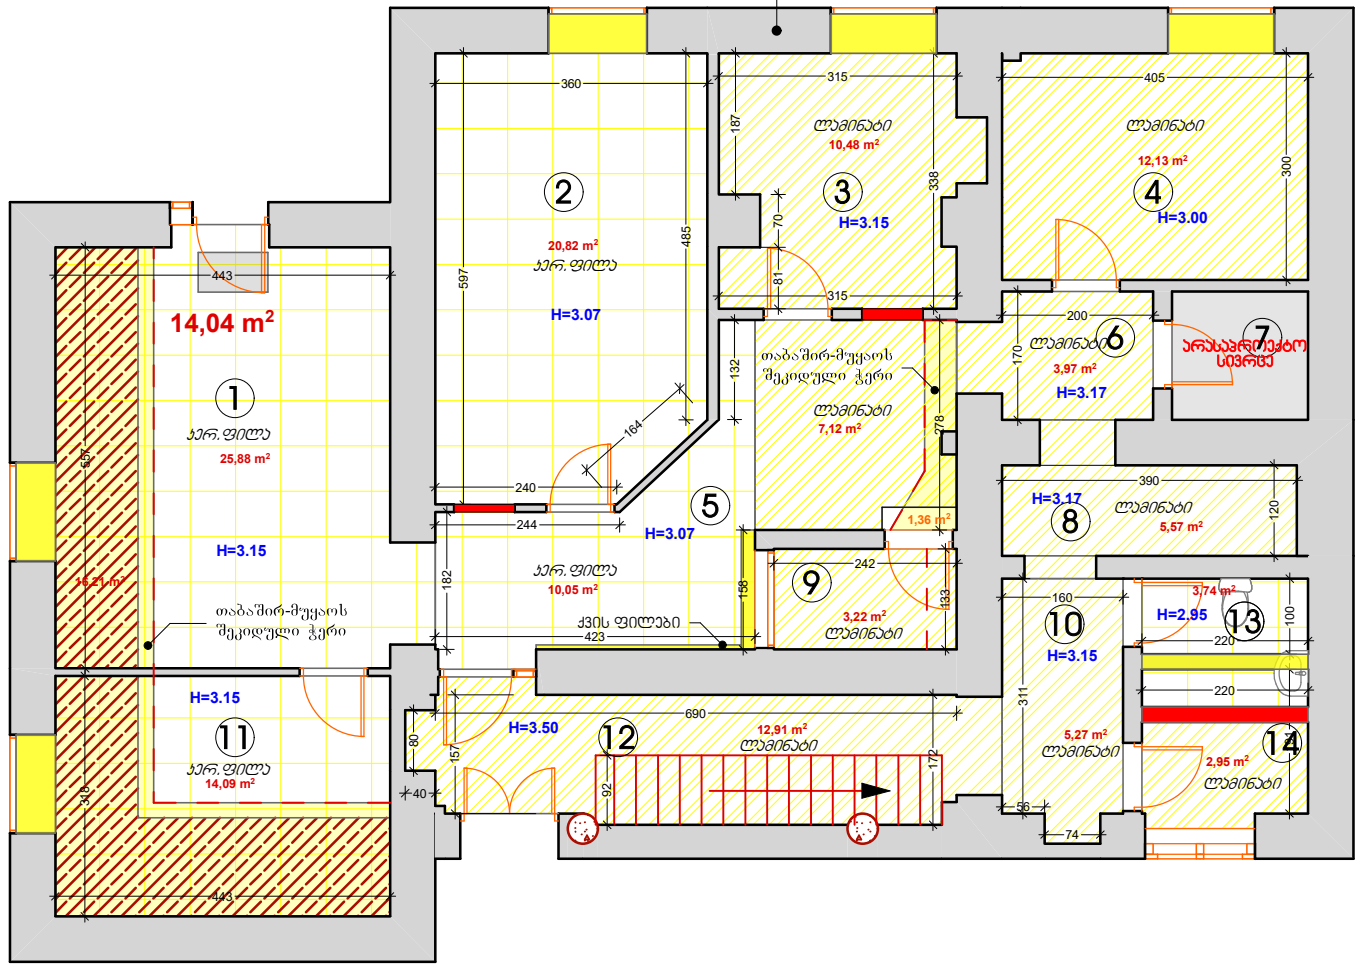 360
315
405
187
ლამინატი
10,48 m²
ლამინატი
12,13 m²
300
2
3
4
338
H=3.15
H=3.00
70
485
20,82 m²
კერ.ფილა
597
443
81
315
14,04 m²
H=3.07
200
6
7
170
ლამინატი
3,97 m²
H=3.17
არასაპროექტო
სივრცე
132
თაბაშირ-მუყაოს
შეკიდული ჭერი
ლამინატი
7,12 m²
278
1
კერ.ფილა
25,88 m²
557
164
240
244
5
H=3.07
390
H=3.17
8
ლამინატი
5,57 m²
120
1,36 m²
H=3.15
16,21 m²
182
კერ.ფილა
10,05 m²
158
242
9
133
3,22 m²
ლამინატი
თაბაშირ-მუყაოს
შეკიდული ჭერი
423
ქვის ფილები
160
10
H=3.15
3,74 m²
H=2.95
13
100
220
220
311
H=3.15
11
კერ.ფილა
14,09 m²
318
443
690
H=3.50
12
12,91 m²
ლამინატი
80
157
40
92
172
5,27 m²
ლამინატი
14
2,95 m²
ლამინატი
56
74